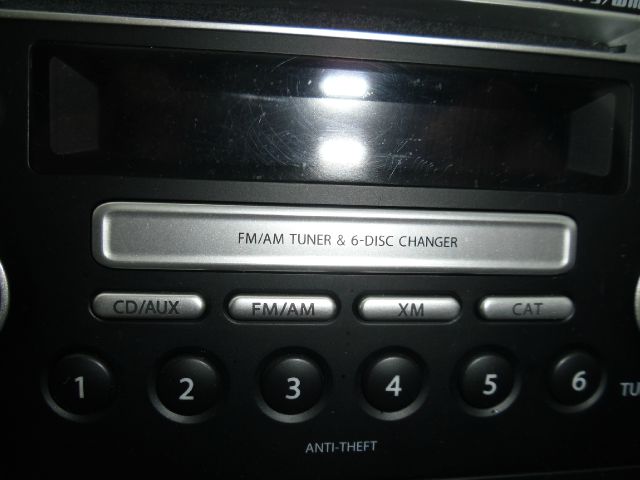 FM/AM TUNER & 6-DISC CHANGER
CD/AUX FM/AM XM CAT
1 2 3 4 5 6 TU
ANTI-THEFT